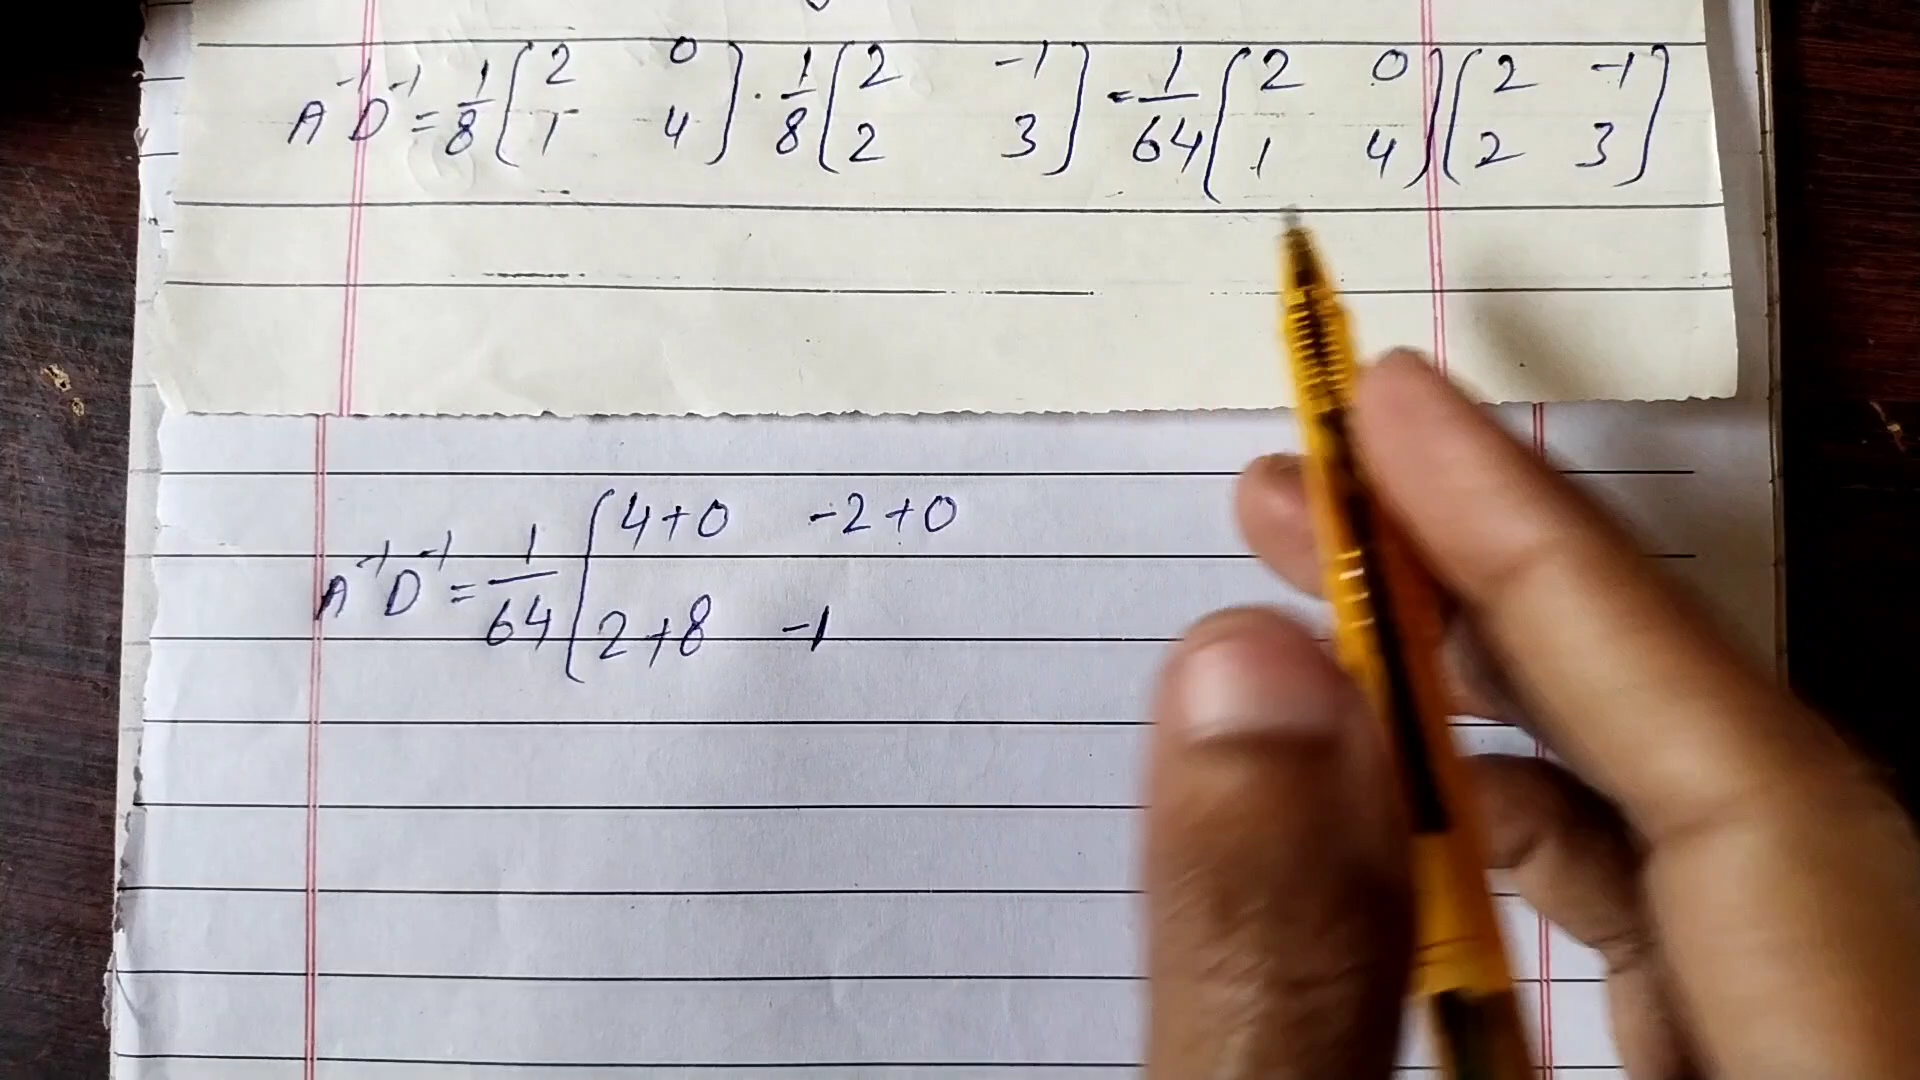 A⁻¹D⁻¹ = 1/8 [2 0; 1 4] · 1/8 [2 -1; 2 3] = 1/64 [2 0; 1 4] [2 -1; 2 3]
A⁻¹D⁻¹ = 1/64 [4+0 -2+0; 2+8 -1